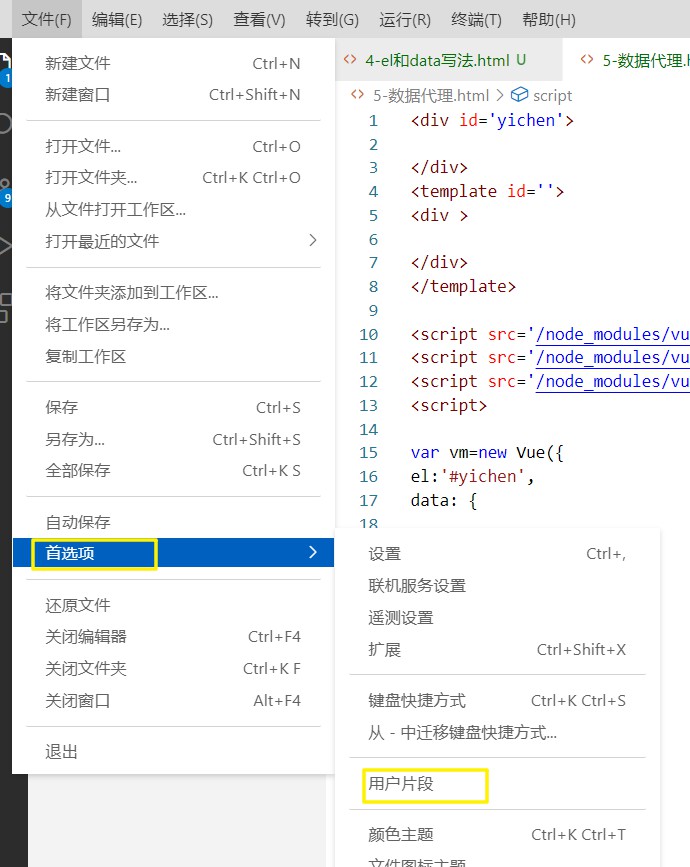 文件(F) 编辑(E) 选择(S) 查看(V) 转到(G) 运行(R) 终端(T) 帮助(H)
新建文件 Ctrl+N
新建窗口 Ctrl+Shift+N
打开文件... Ctrl+O
打开文件夹... Ctrl+K Ctrl+O
从文件打开工作区...
打开最近的文件
将文件夹添加到工作区...
将工作区另存为...
复制工作区
保存 Ctrl+S
另存为... Ctrl+Shift+S
全部保存 Ctrl+K S
自动保存
首选项
还原文件
关闭编辑器 Ctrl+F4
关闭文件夹 Ctrl+K F
关闭窗口 Alt+F4
退出
1
9
4-el和data写法.html U
5-数据代理.h
5-数据代理.html > script
1 <div id='yichen'>
2
3 </div>
4 <template id=''>
5 <div >
6
7 </div>
8 </template>
9
10 <script src='/node_modules/vu
11 <script src='/node_modules/vu
12 <script src='/node_modules/vu
13 <script>
14
15 var vm=new Vue({
16 el:'#yichen',
17 data: {
18
设置 Ctrl+,
联机服务设置
遥测设置
扩展 Ctrl+Shift+X
键盘快捷方式 Ctrl+K Ctrl+S
从 - 中迁移键盘快捷方式...
用户片段
颜色主题 Ctrl+K Ctrl+T
文件图标主题